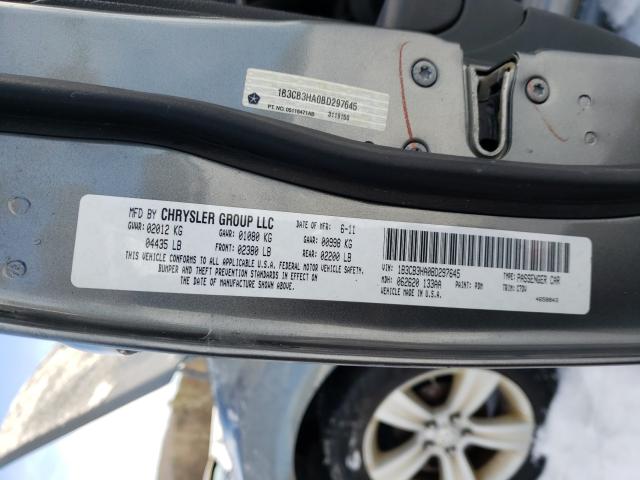 1B3CB3HA0BD297645
PT. NO. 05116471AB 3119150
MFD BY CHRYSLER GROUP LLC DATE OF MFR. 6-11
GVWR: 02012 KG GAWR: 01080 KG GAWR: 00998 KG
04435 LB FRONT: 02380 LB REAR: 02200 LB
THIS VEHICLE CONFORMS TO ALL APPLICABLE U.S.A. FEDERAL MOTOR VEHICLE SAFETY,
BUMPER AND THEFT PREVENTION STANDARDS IN EFFECT ON
THE DATE OF MANUFACTURE SHOWN ABOVE.
VIN: 1B3CB3HA0BD297645 TYPE: PASSENGER CAR
MDH: 062620 133AA PAINT: PDM TRIM: C7DV
VEHICLE MADE IN U.S.A. 4658043